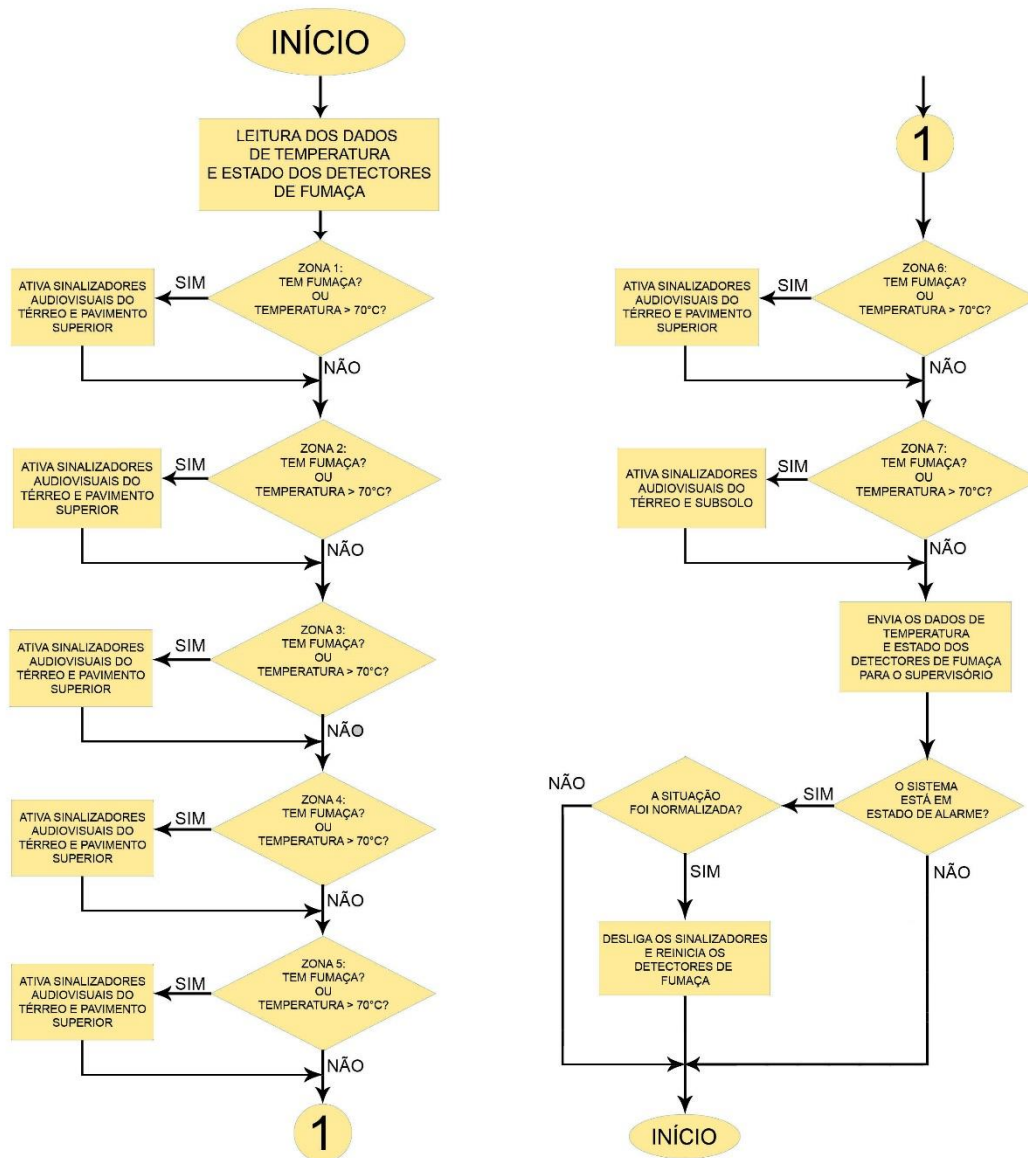 INÍCIO
LEITURA DOS DADOS
DE TEMPERATURA
E ESTADO DOS DETECTORES
DE FUMAÇA
ZONA 1:
TEM FUMAÇA?
OU
TEMPERATURA > 70°C?
SIM
ATIVA SINALIZADORES
AUDIOVISUAIS DO
TÉRREO E PAVIMENTO
SUPERIOR
NÃO
ZONA 2:
TEM FUMAÇA?
OU
TEMPERATURA > 70°C?
SIM
ATIVA SINALIZADORES
AUDIOVISUAIS DO
TÉRREO E PAVIMENTO
SUPERIOR
NÃO
ZONA 3:
TEM FUMAÇA?
OU
TEMPERATURA > 70°C?
SIM
ATIVA SINALIZADORES
AUDIOVISUAIS DO
TÉRREO E PAVIMENTO
SUPERIOR
NÃO
ZONA 4:
TEM FUMAÇA?
OU
TEMPERATURA > 70°C?
SIM
ATIVA SINALIZADORES
AUDIOVISUAIS DO
TÉRREO E PAVIMENTO
SUPERIOR
NÃO
ZONA 5:
TEM FUMAÇA?
OU
TEMPERATURA > 70°C?
SIM
ATIVA SINALIZADORES
AUDIOVISUAIS DO
TÉRREO E PAVIMENTO
SUPERIOR
NÃO
1
1
ZONA 6:
TEM FUMAÇA?
OU
TEMPERATURA > 70°C?
SIM
ATIVA SINALIZADORES
AUDIOVISUAIS DO
TÉRREO E PAVIMENTO
SUPERIOR
NÃO
ZONA 7:
TEM FUMAÇA?
OU
TEMPERATURA > 70°C?
SIM
ATIVA SINALIZADORES
AUDIOVISUAIS DO
TÉRREO E SUBSOLO
NÃO
ENVIA OS DADOS DE
TEMPERATURA
E ESTADO DOS
DETECTORES DE FUMAÇA
PARA O SUPERVISÓRIO
O SISTEMA
ESTÁ EM
ESTADO DE ALARME?
SIM
NÃO
A SITUAÇÃO
FOI NORMALIZADA?
NÃO
SIM
DESLIGA OS SINALIZADORES
E REINICIA OS
DETECTORES DE
FUMAÇA
INÍCIO